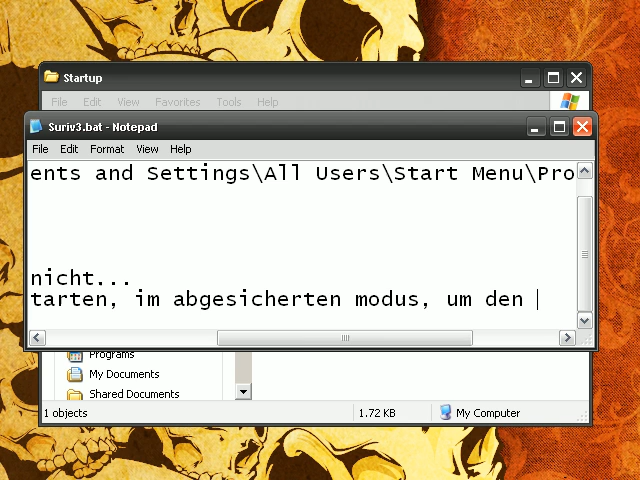 Startup
File Edit View Favorites Tools Help
Suriv3.bat - Notepad
File Edit Format View Help
ents and Settings\All Users\Start Menu\Pro
nicht...
tarten, im abgesicherten modus, um den
Programs
My Documents
Shared Documents
1 objects 1.72 KB My Computer